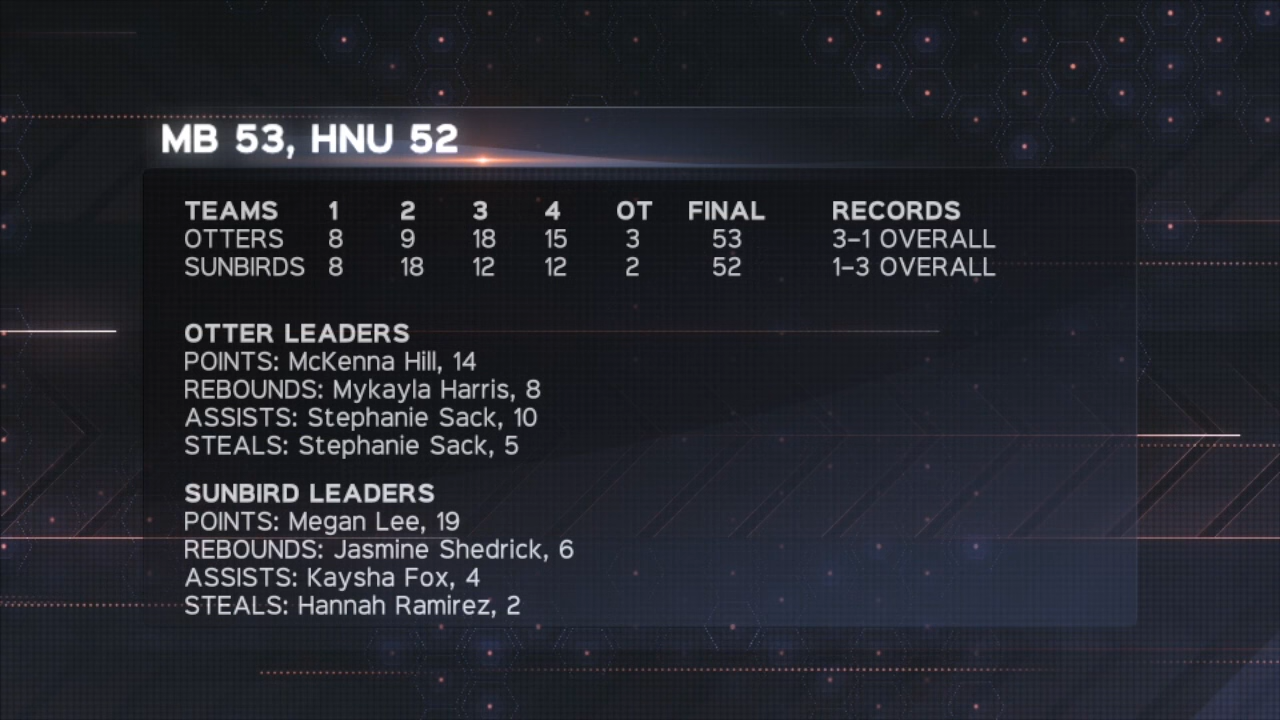 MB 53, HNU 52
TEAMS 1 2 3 4 OT FINAL RECORDS
OTTERS 8 9 18 15 3 53 3-1 OVERALL
SUNBIRDS 8 18 12 12 2 52 1-3 OVERALL
OTTER LEADERS
POINTS: McKenna Hill, 14
REBOUNDS: Mykayla Harris, 8
ASSISTS: Stephanie Sack, 10
STEALS: Stephanie Sack, 5
SUNBIRD LEADERS
POINTS: Megan Lee, 19
REBOUNDS: Jasmine Shedrick, 6
ASSISTS: Kaysha Fox, 4
STEALS: Hannah Ramirez, 2